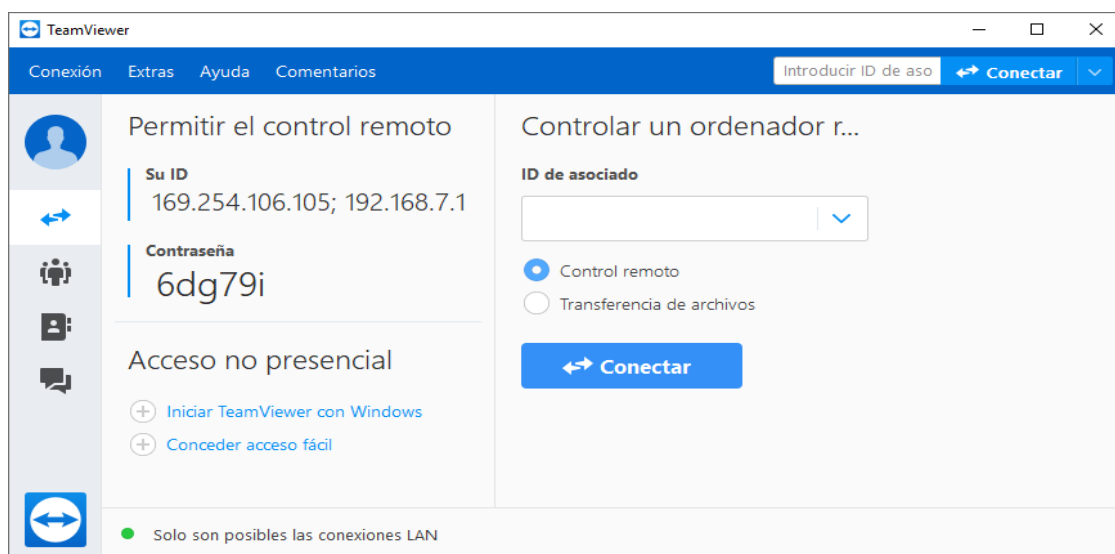 TeamViewer
Conexión Extras Ayuda Comentarios
Introducir ID de aso
Conectar
Permitir el control remoto
Su ID
169.254.106.105; 192.168.7.1
Contraseña
6dg79i
Acceso no presencial
Iniciar TeamViewer con Windows
Conceder acceso fácil
Controlar un ordenador r...
ID de asociado
Control remoto
Transferencia de archivos
Conectar
Solo son posibles las conexiones LAN